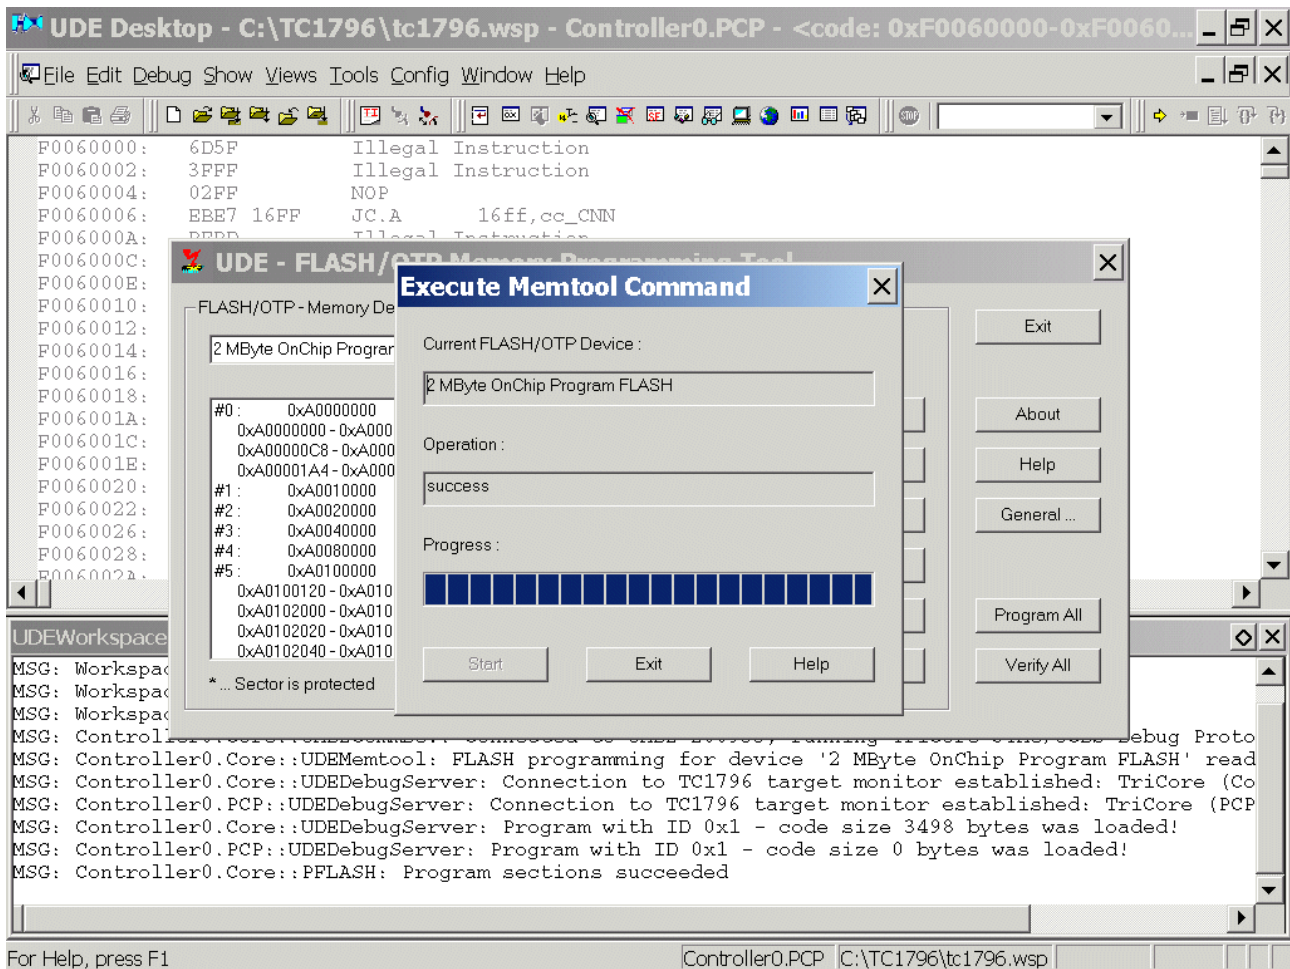 UDE Desktop - C:\TC1796\tc1796.wsp - Controller0.PCP - <code: 0xF0060000-0xF0060...
File Edit Debug Show Views Tools Config Window Help
STOP
F0060000: 6D5F Illegal Instruction
F0060002: 3FFF Illegal Instruction
F0060004: 02FF NOP
F0060006: EBE7 16FF JC.A 16ff,cc_CNN
F006000A: Illegal Instruction
F006000C:
F006000E:
F0060010:
F0060012:
F0060014:
F0060016:
F0060018:
F006001A:
F006001C:
F006001E:
F0060020:
F0060022:
F0060026:
F0060028:
F006002A:
UDE - FLASH/OTP Memory Programming Tool
FLASH/OTP - Memory De
2 MByte OnChip Program
#0 : 0xA0000000
0xA0000000 - 0xA000
0xA00000C8 - 0xA000
0xA00001A4 - 0xA000
#1 : 0xA0010000
#2 : 0xA0020000
#3 : 0xA0040000
#4 : 0xA0080000
#5 : 0xA0100000
0xA0100120 - 0xA010
0xA0102000 - 0xA010
0xA0102020 - 0xA010
0xA0102040 - 0xA010
* ... Sector is protected
Exit
About
Help
General ...
Program All
Verify All
Execute Memtool Command
Current FLASH/OTP Device :
2 MByte OnChip Program FLASH
Operation :
success
Progress :
Start Exit Help
UDEWorkspace
MSG: Workspac
MSG: Workspac
MSG: Workspac
MSG: Control
MSG: Controller0.Core::UDEMemtool: FLASH programming for device '2 MByte OnChip Program FLASH' read
MSG: Controller0.Core::UDEDebugServer: Connection to TC1796 target monitor established: TriCore (Co
MSG: Controller0.PCP::UDEDebugServer: Connection to TC1796 target monitor established: TriCore (PCP
MSG: Controller0.Core::UDEDebugServer: Program with ID 0x1 - code size 3498 bytes was loaded!
MSG: Controller0.PCP::UDEDebugServer: Program with ID 0x1 - code size 0 bytes was loaded!
MSG: Controller0.Core::PFLASH: Program sections succeeded
For Help, press F1 Controller0.PCP C:\TC1796\tc1796.wsp